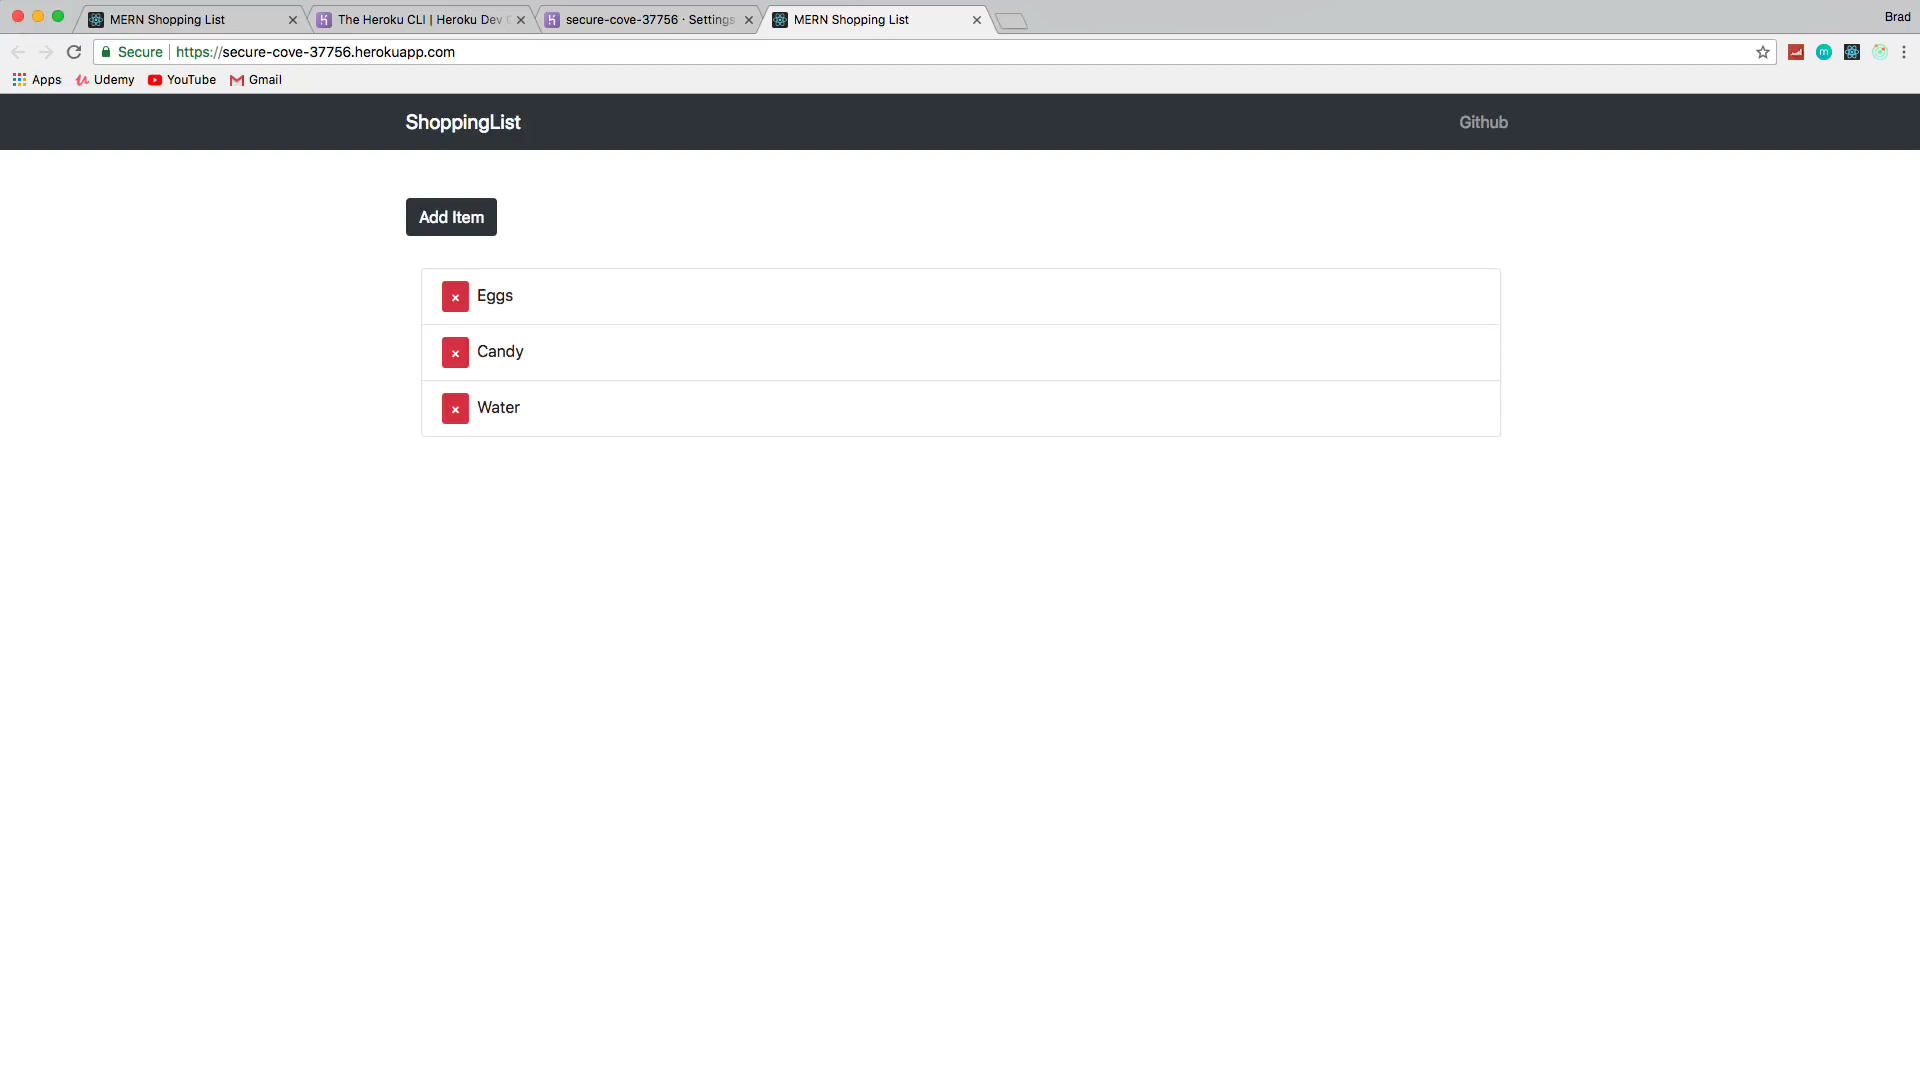 MERN Shopping List
The Heroku CLI | Heroku Dev
secure-cove-37756 · Settings
MERN Shopping List
Brad
Secure
https://secure-cove-37756.herokuapp.com
Apps
Udemy
YouTube
Gmail
ShoppingList
Github
Add Item
× Eggs
× Candy
× Water